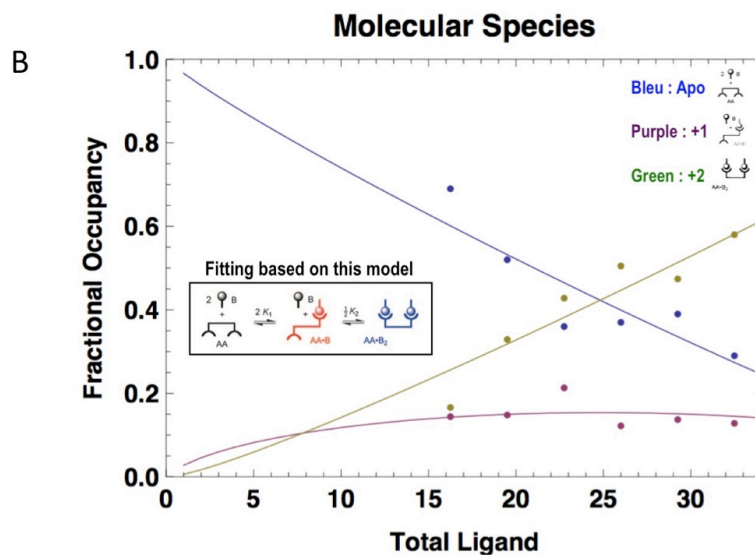 B
Molecular Species
Fractional Occupancy
1.0
0.8
0.6
0.4
0.2
0.0
Bleu : Apo
2 B
+
AA
Purple : +1
B
+
Green : +2
AA•B₂
Fitting based on this model
2 B
+
AA
2 K₁
B
+
AA•B
½ K₂
AA•B₂
0 5 10 15 20 25 30
Total Ligand